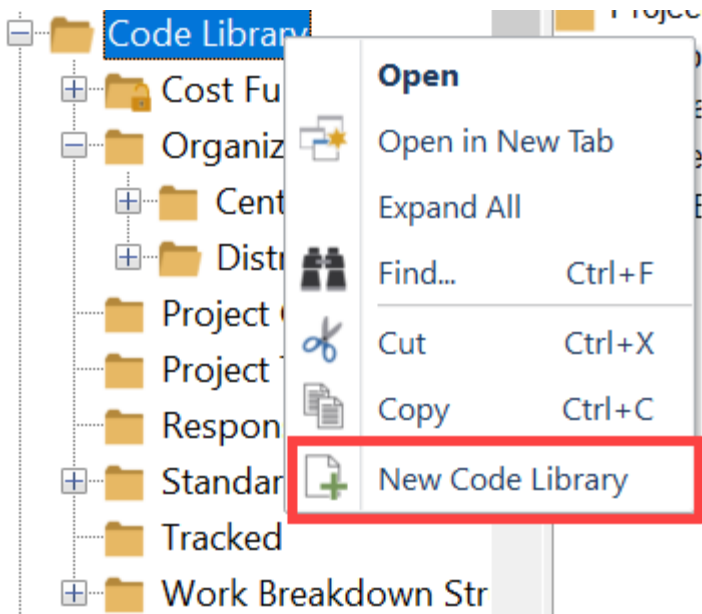 Code Library
Cost Fu
Organiz
Cent
Distr
Project
Project
Respon
Standar
Tracked
Work Breakdown Str
Open
Open in New Tab
Expand All
Find... Ctrl+F
Cut Ctrl+X
Copy Ctrl+C
New Code Library